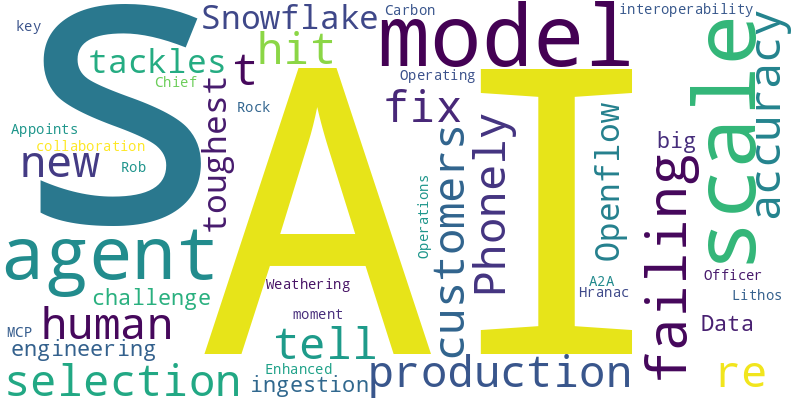 key
Snowflake
Carbon
model
interoperability
S
tackles
hit
t
Chief
Operating
scale
accuracy
Rock
fix
AI
toughest
Appoints
collaboration
new
Rob
customers
Phonely
Openflow
failing
big
Operations
agent
challenge
Weathering
A2A
Hranac
Officer
Lithos
human
moment
MCP
engineering
tell
Data
Enhanced
selection
ingestion
production
re